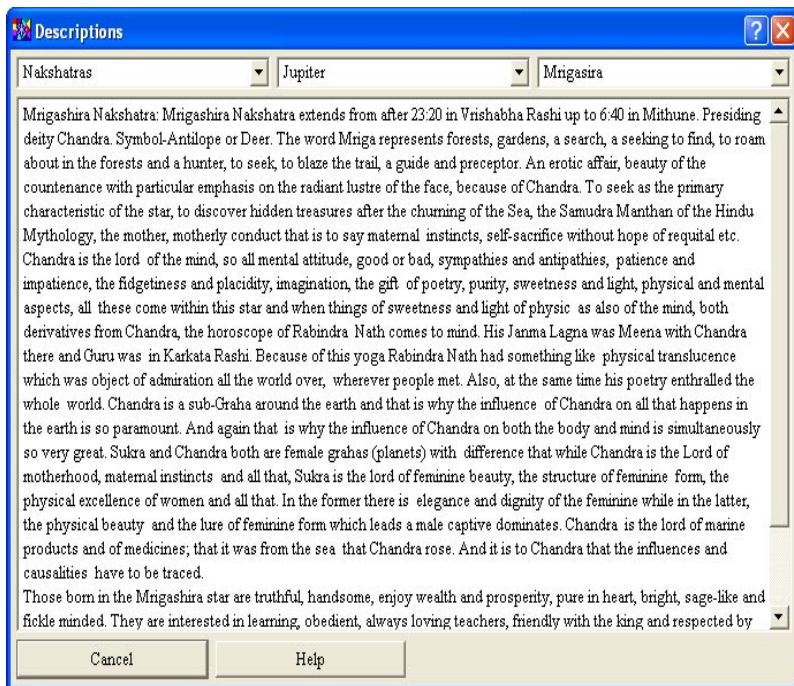 Descriptions
Nakshatras
Jupiter
Mrigasira
Mrigashira Nakshatra: Mrigashira Nakshatra extends from after 23:20 in Vrishabha Rashi up to 6:40 in Mithune. Presiding
deity Chandra. Symbol-Antilope or Deer. The word Mriga represents forests, gardens, a search, a seeking to find, to roam
about in the forests and a hunter, to seek, to blaze the trail, a guide and preceptor. An erotic affair, beauty of the
countenance with particular emphasis on the radiant lustre of the face, because of Chandra. To seek as the primary
characteristic of the star, to discover hidden treasures after the churning of the Sea, the Samudra Manthan of the Hindu
Mythology, the mother, motherly conduct that is to say maternal instincts, self-sacrifice without hope of requital etc.
Chandra is the lord of the mind, so all mental attitude, good or bad, sympathies and antipathies, patience and
impatience, the fidgetiness and placidity, imagination, the gift of poetry, purity, sweetness and light, physical and mental
aspects, all these come within this star and when things of sweetness and light of physic as also of the mind, both
derivatives from Chandra, the horoscope of Rabindra Nath comes to mind. His Janma Lagna was Meena with Chandra
there and Guru was in Karkata Rashi. Because of this yoga Rabindra Nath had something like physical translucence
which was object of admiration all the world over, wherever people met. Also, at the same time his poetry enthralled the
whole world. Chandra is a sub-Graha around the earth and that is why the influence of Chandra on all that happens in
the earth is so paramount. And again that is why the influence of Chandra on both the body and mind is simultaneously
so very great. Sukra and Chandra both are female grahas (planets) with difference that while Chandra is the Lord of
motherhood, maternal instincts and all that, Sukra is the lord of feminine beauty, the structure of feminine form, the
physical excellence of women and all that. In the former there is elegance and dignity of the feminine while in the latter,
the physical beauty and the lure of feminine form which leads a male captive dominates. Chandra is the lord of marine
products and of medicines; that it was from the sea that Chandra rose. And it is to Chandra that the influences and
causalities have to be traced.
Those born in the Mrigashira star are truthful, handsome, enjoy wealth and prosperity, pure in heart, bright, sage-like and
fickle minded. They are interested in learning, obedient, always loving teachers, friendly with the king and respected by
Cancel
Help